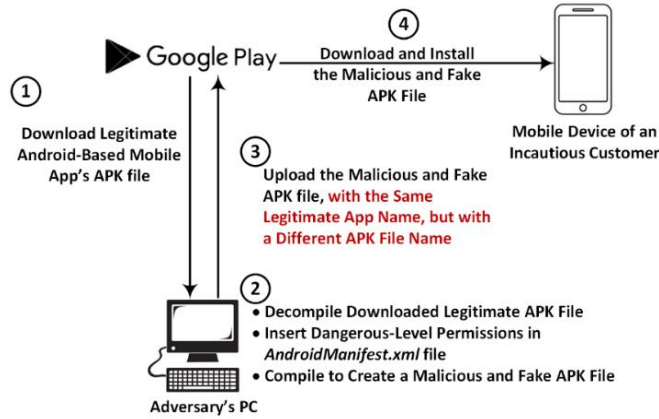 4
Google Play
Download and Install
the Malicious and Fake
APK File
1
Download Legitimate
Android-Based Mobile
App's APK file
Mobile Device of an
Incautious Customer
3
Upload the Malicious and Fake
APK file, with the Same
Legitimate App Name, but with
a Different APK File Name
2
• Decompile Downloaded Legitimate APK File
• Insert Dangerous-Level Permissions in
AndroidManifest.xml file
• Compile to Create a Malicious and Fake APK File
Adversary's PC